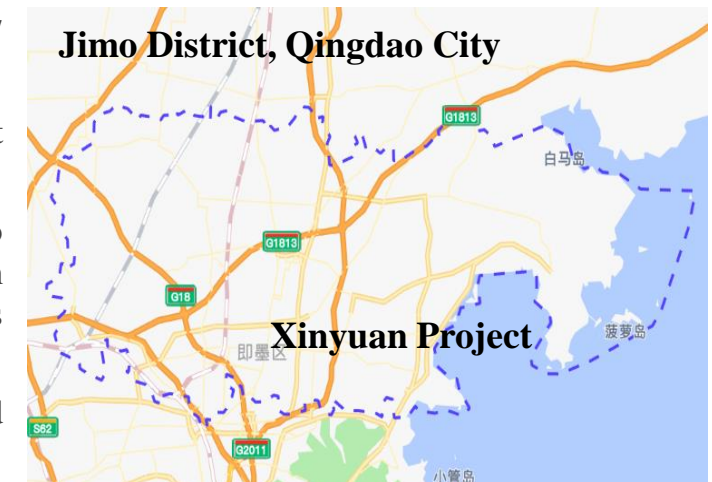 Jimo District, Qingdao City
G1813
白马岛
G1813
G18
Xinyuan Project
菠萝岛
即墨区
S62
G2011
小管岛